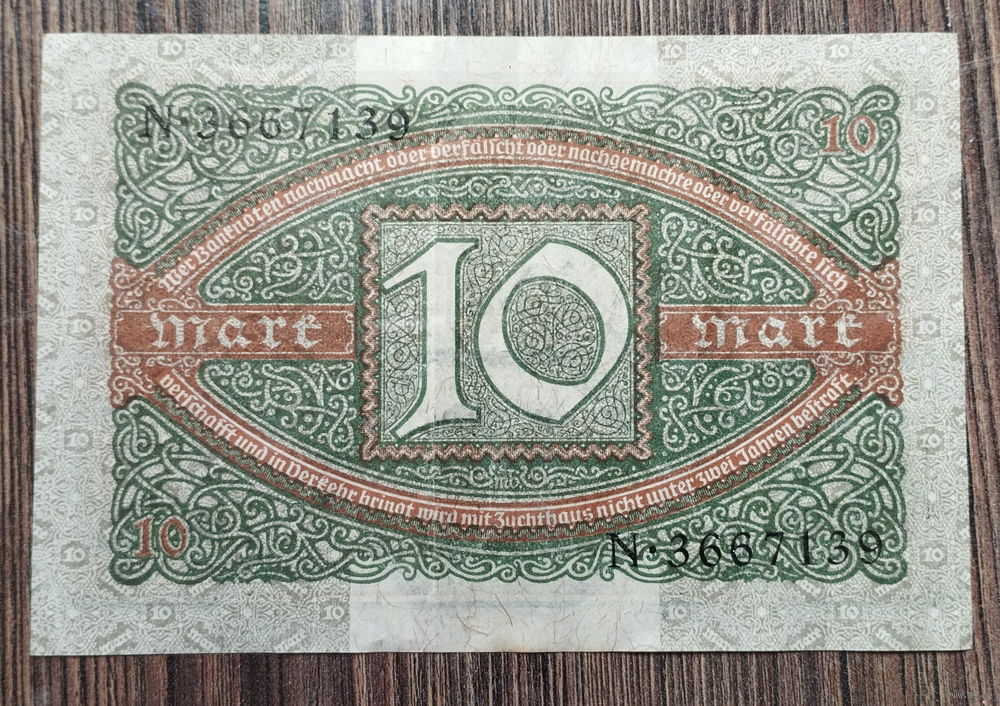 N·3667139
10
Wer Banknoten nachmacht oder verfälscht oder nachgemachte oder verfälschte sich
10
Mark
Mark
verschafft und in Verkehr bringt wird mit Zuchthaus nicht unter zwei Jahren bestraft
10
N·3667139